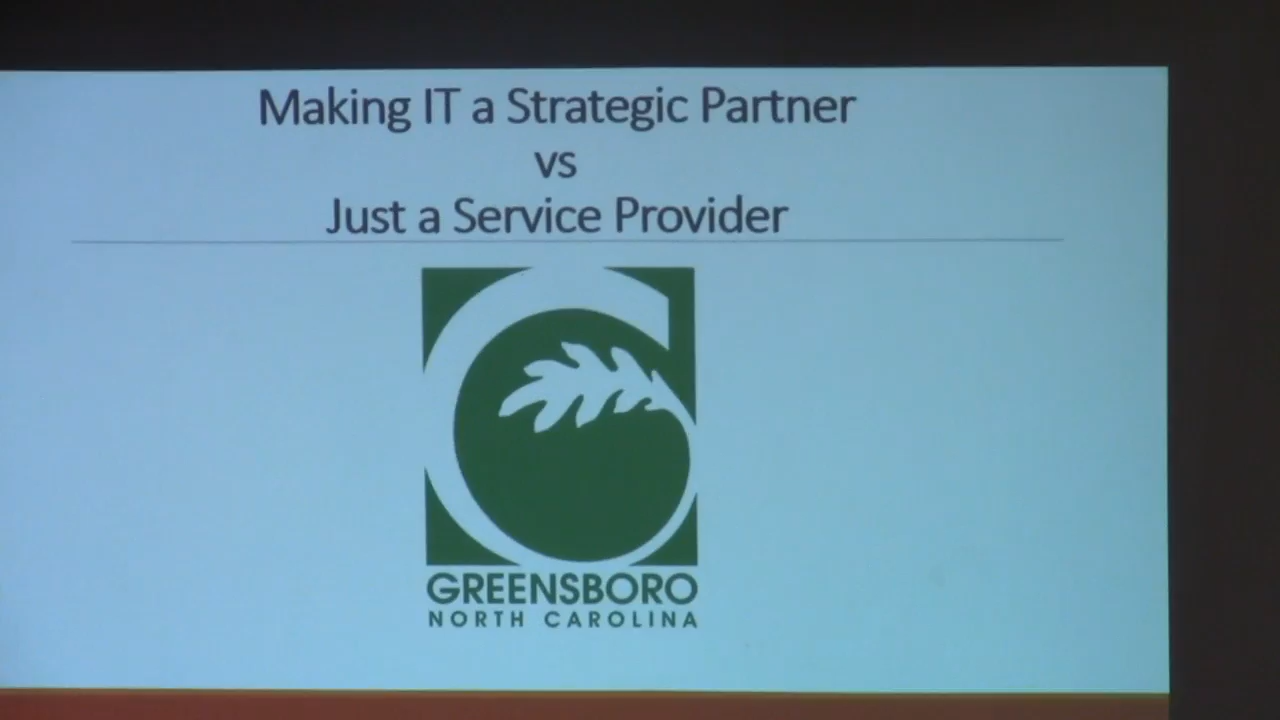 Making IT a Strategic Partner
vs
Just a Service Provider
GREENSBORO
NORTH CAROLINA